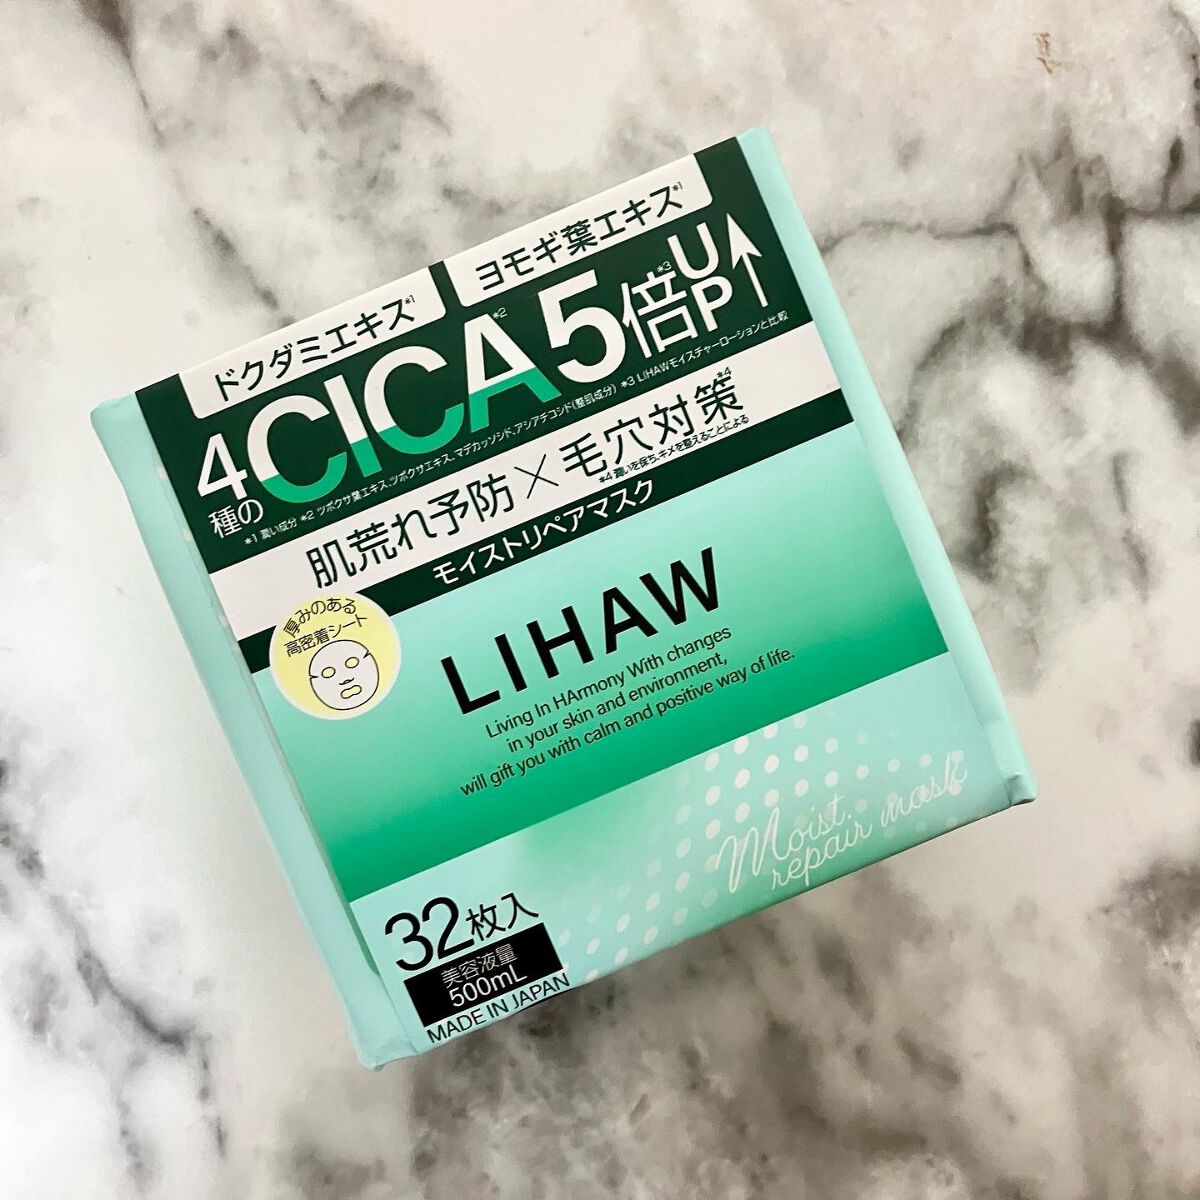 ドクダミエキス*1
ヨモギ葉エキス*1
4種のCICA*2 5倍*3 UP↑
*1 潤い成分 *2 ツボクサ葉エキス、ツボクサエキス、マデカッソシド、アシアチコシド(整肌成分) *3 LIHAWモイスチャーローションと比較
肌荒れ予防×毛穴対策*4
*4 潤いを保ち、キメを整えることによる
モイストリペアマスク
厚みのある
高密着シート
LIHAW
Living In HArmony With changes
in your skin and environment,
will gift you with calm and positive way of life.
Moist.
repair mask
32枚入
美容液量
500mL
MADE IN JAPAN